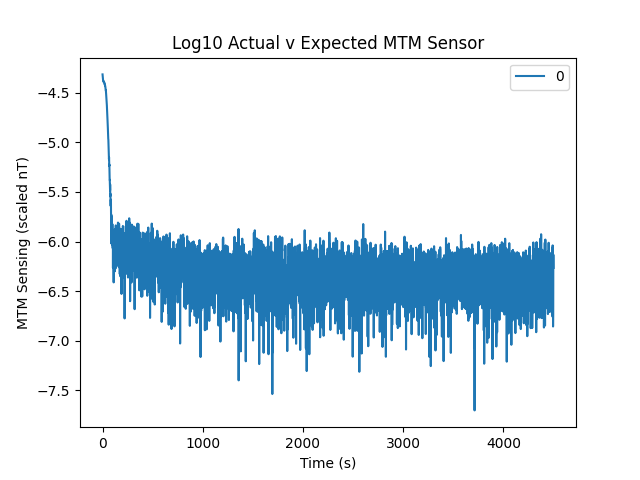 Log10 Actual v Expected MTM Sensor
0
MTM Sensing (scaled nT)
−4.5
−5.0
−5.5
−6.0
−6.5
−7.0
−7.5
0 1000 2000 3000 4000
Time (s)